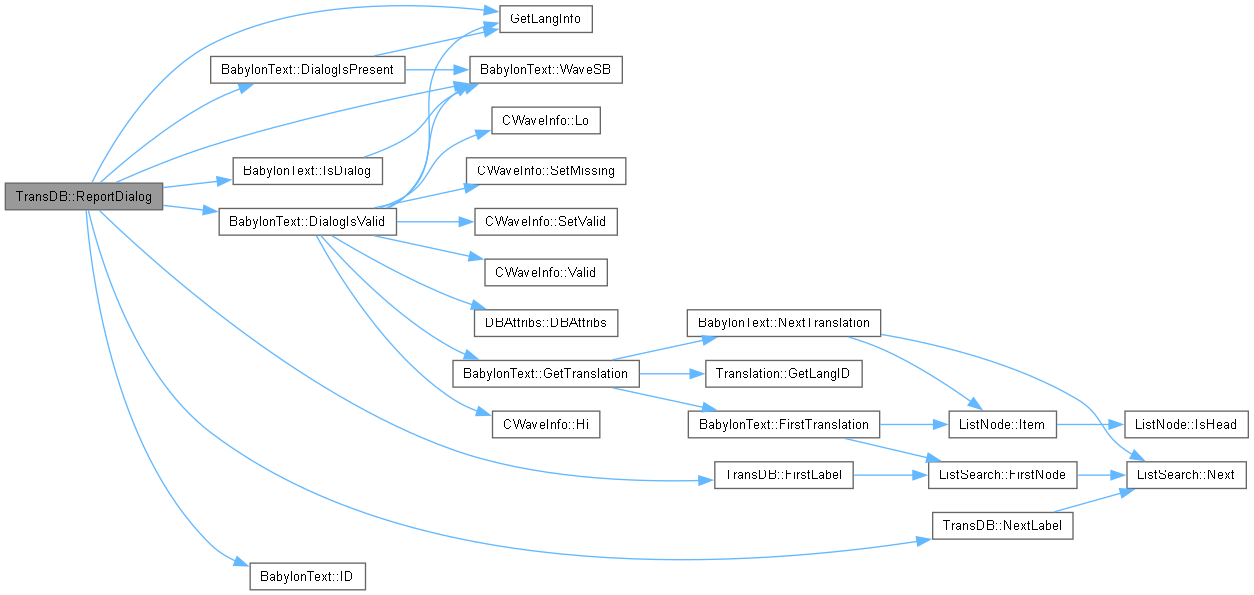 GetLangInfo
BabylonText::DialogIsPresent
BabylonText::WaveSB
CWaveInfo::Lo
BabylonText::IsDialog
CWaveInfo::SetMissing
TransDB::ReportDialog
BabylonText::DialogIsValid
CWaveInfo::SetValid
CWaveInfo::Valid
DBAttribs::DBAttribs
BabylonText::NextTranslation
BabylonText::GetTranslation
Translation::GetLangID
CWaveInfo::Hi
BabylonText::FirstTranslation
ListNode::Item
ListNode::IsHead
TransDB::FirstLabel
ListSearch::FirstNode
ListSearch::Next
TransDB::NextLabel
BabylonText::ID